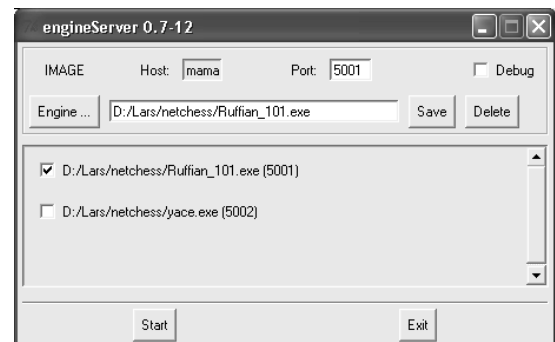 engineServer 0.7-12
IMAGE Host: mama Port: 5001 Debug
Engine ... D:/Lars/netchess/Ruffian_101.exe Save Delete
D:/Lars/netchess/Ruffian_101.exe (5001)
D:/Lars/netchess/yace.exe (5002)
Start Exit